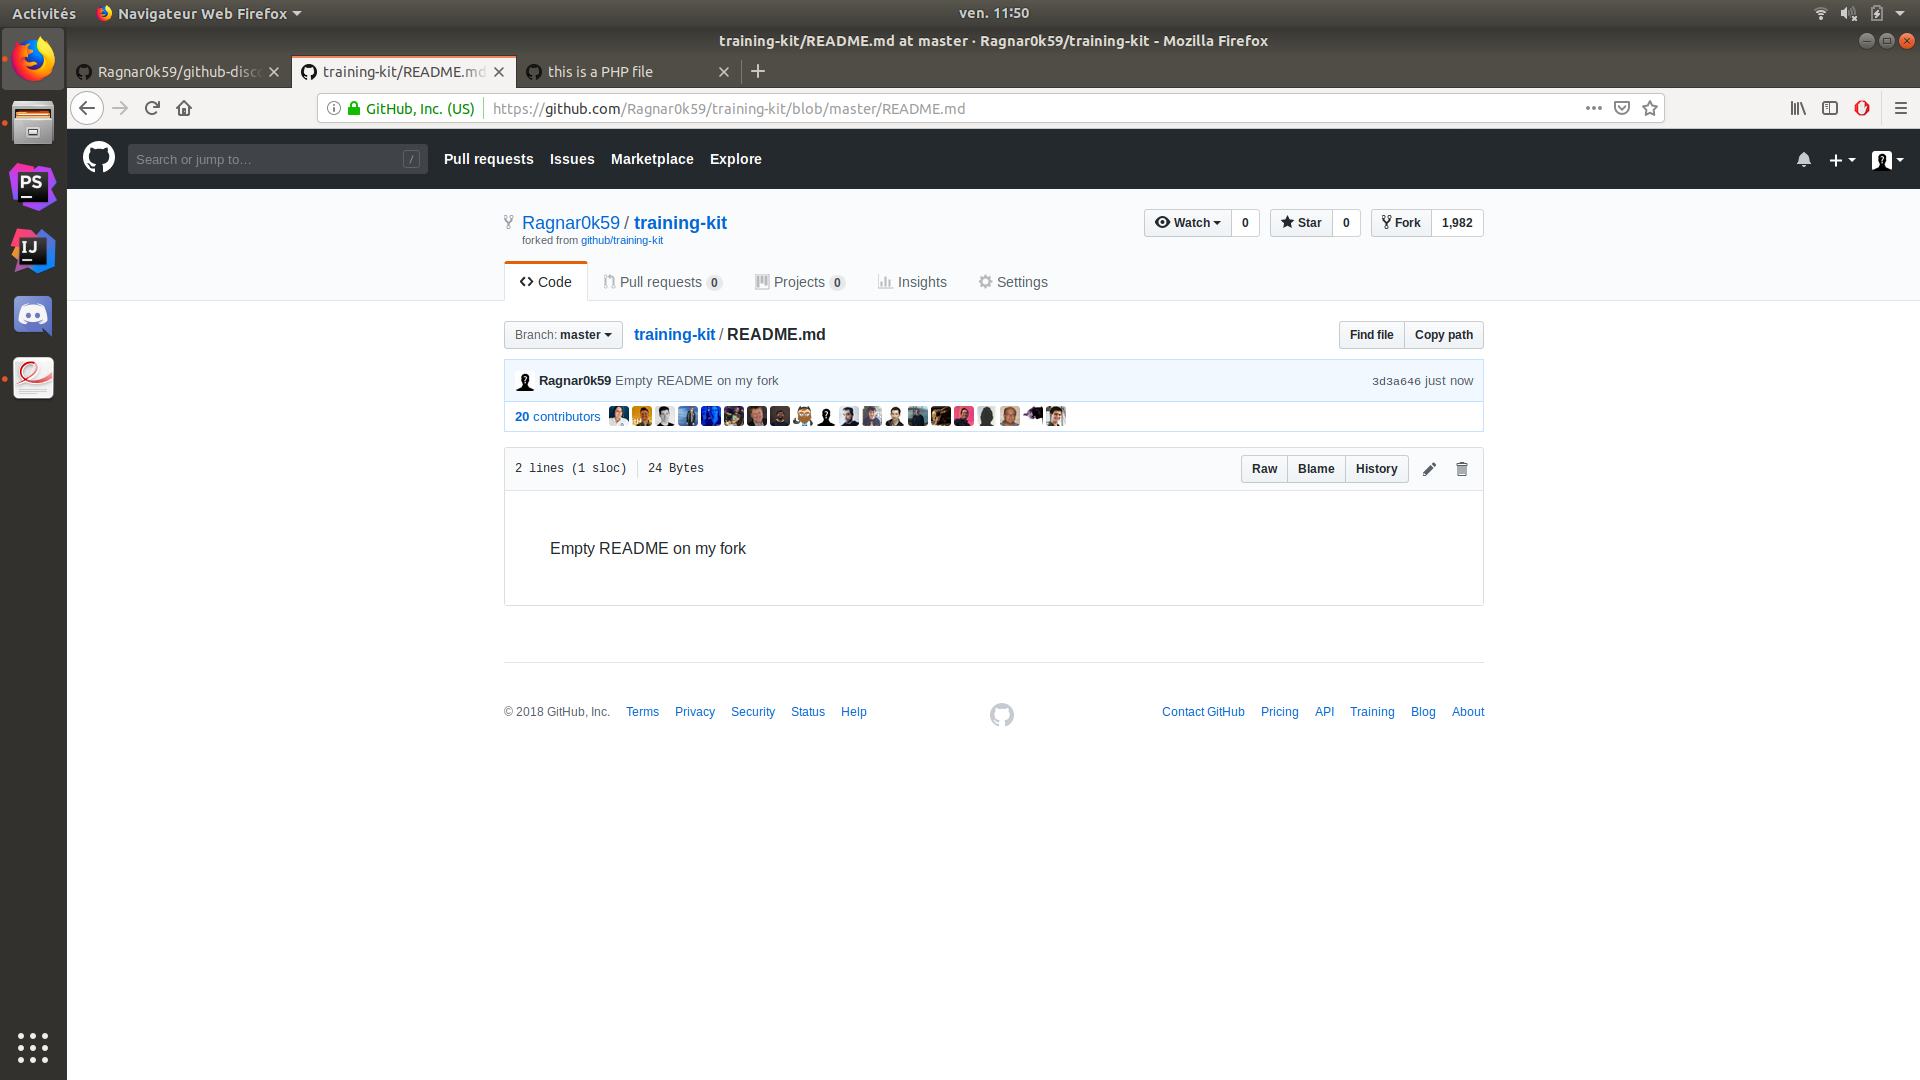 Activités
Navigateur Web Firefox
ven. 11:50
training-kit/README.md at master · Ragnar0k59/training-kit - Mozilla Firefox
Ragnar0k59/github-disc
training-kit/README.md
this is a PHP file
GitHub, Inc. (US)
https://github.com/Ragnar0k59/training-kit/blob/master/README.md
Search or jump to…
/
Pull requests
Issues
Marketplace
Explore
Ragnar0k59 / training-kit
forked from github/training-kit
Watch 0
Star 0
Fork 1,982
Code
Pull requests 0
Projects 0
Insights
Settings
Branch: master
training-kit / README.md
Find file
Copy path
Ragnar0k59 Empty README on my fork
3d3a646 just now
20 contributors
2 lines (1 sloc)
24 Bytes
Raw
Blame
History
Empty README on my fork
© 2018 GitHub, Inc.
Terms
Privacy
Security
Status
Help
Contact GitHub
Pricing
API
Training
Blog
About
PS
IJ